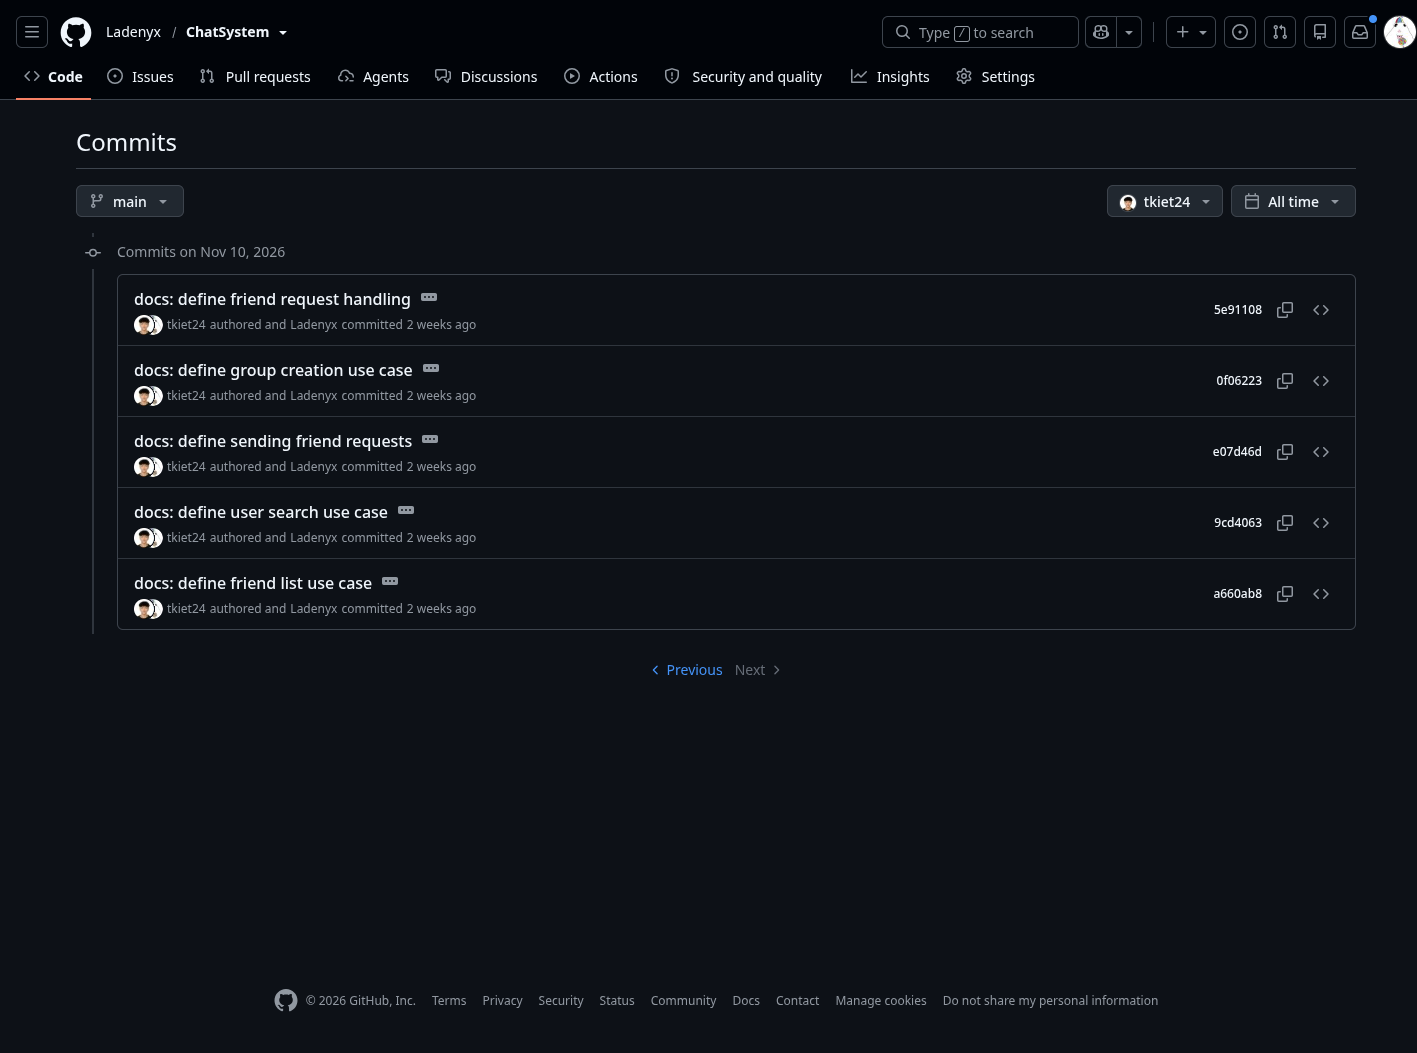 Ladenyx / ChatSystem
Type / to search
Code Issues Pull requests Agents Discussions Actions Security and quality Insights Settings
Commits
main tkiet24 All time
Commits on Nov 10, 2026
docs: define friend request handling
tkiet24 authored and Ladenyx committed 2 weeks ago
5e91108
docs: define group creation use case
tkiet24 authored and Ladenyx committed 2 weeks ago
0f06223
docs: define sending friend requests
tkiet24 authored and Ladenyx committed 2 weeks ago
e07d46d
docs: define user search use case
tkiet24 authored and Ladenyx committed 2 weeks ago
9cd4063
docs: define friend list use case
tkiet24 authored and Ladenyx committed 2 weeks ago
a660ab8
Previous Next
© 2026 GitHub, Inc. Terms Privacy Security Status Community Docs Contact Manage cookies Do not share my personal information